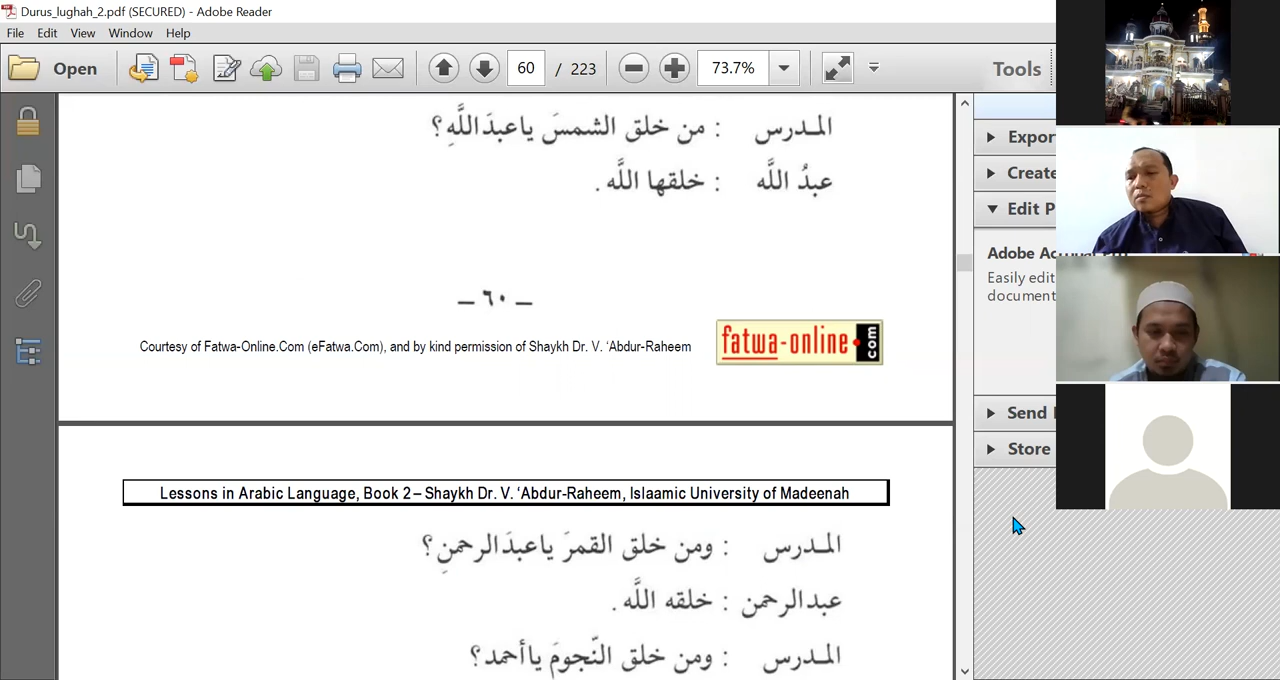 Durus_lughah_2.pdf (SECURED) - Adobe Reader
File Edit View Window Help
Open 60 / 223 73.7% Tools
المـدرس : من خلق الشمسَ ياعبدَاللَّهِ؟
عبدُ اللَّه : خلقها اللَّه .
– ٦٠ –
Courtesy of Fatwa-Online.Com (eFatwa.Com), and by kind permission of Shaykh Dr. V. ‘Abdur-Raheem
fatwa-online.com
Lessons in Arabic Language, Book 2 – Shaykh Dr. V. ‘Abdur-Raheem, Islaamic University of Madeenah
المـدرس : ومن خلق القمرَ ياعبدَالرحمنِ؟
عبدالرحمن : خلقه اللَّه .
المـدرس : ومن خلق النّجومَ ياأحمد؟
Expor
Create
Edit P
Adobe Ac
Easily edit
document
Send
Store